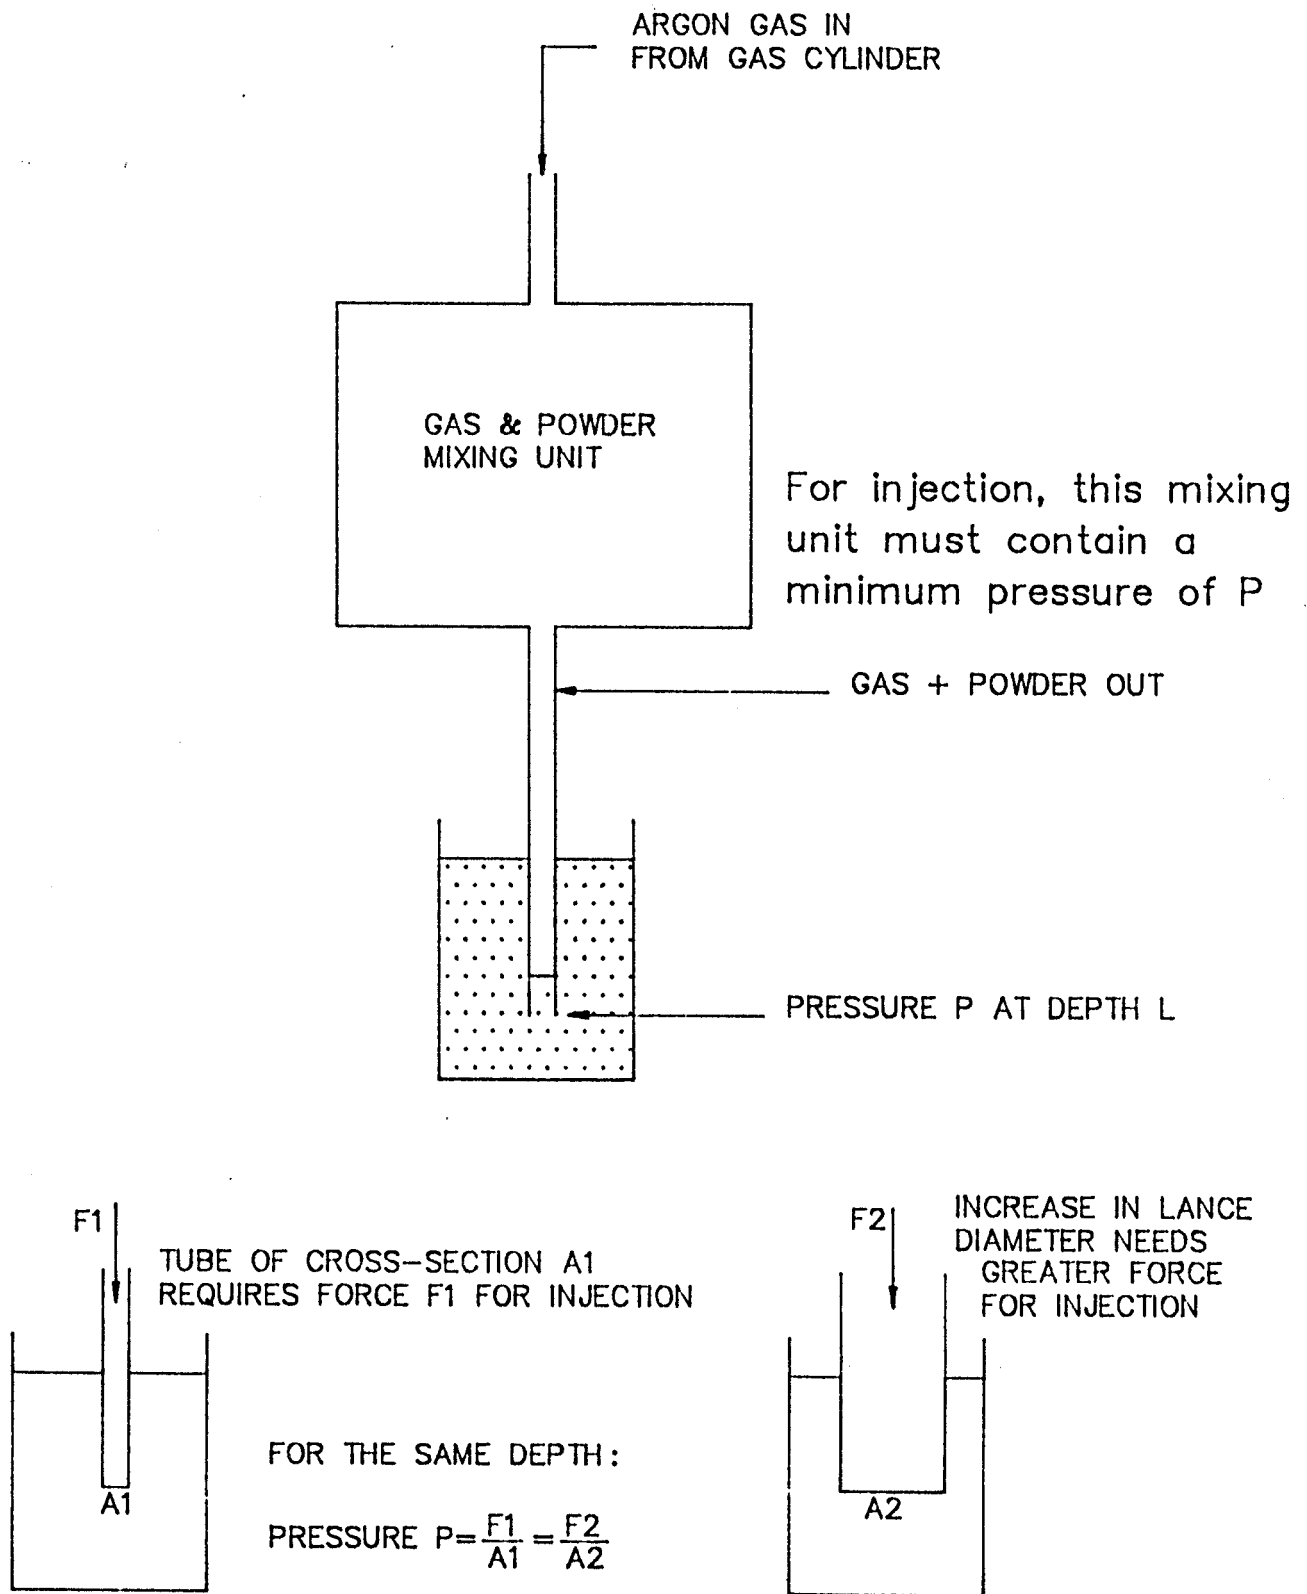 ARGON GAS IN
FROM GAS CYLINDER
GAS & POWDER
MIXING UNIT
For injection, this mixing
unit must contain a
minimum pressure of P
GAS + POWDER OUT
PRESSURE P AT DEPTH L
F1
TUBE OF CROSS-SECTION A1
REQUIRES FORCE F1 FOR INJECTION
A1
FOR THE SAME DEPTH:
PRESSURE P=F1/A1=F2/A2
F2
INCREASE IN LANCE
DIAMETER NEEDS
GREATER FORCE
FOR INJECTION
A2